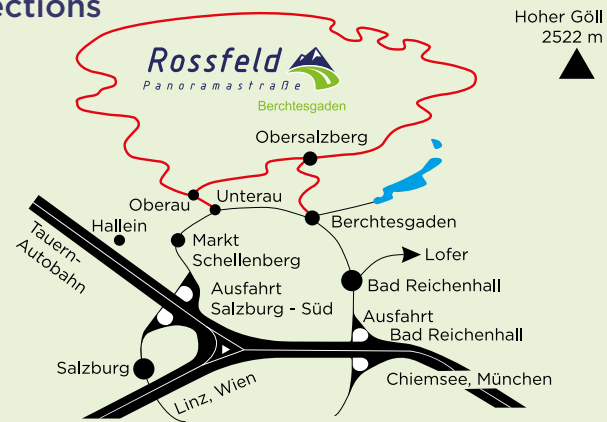 ections
Hoher Göll
2522 m
Rossfeld
Panoramastraße
Berchtesgaden
Obersalzberg
Oberau
Unterau
Berchtesgaden
Hallein
Tauern-
Autobahn
Markt
Schellenberg
Lofer
Bad Reichenhall
Ausfahrt
Salzburg - Süd
Ausfahrt
Bad Reichenhall
Salzburg
Linz, Wien
Chiemsee, München